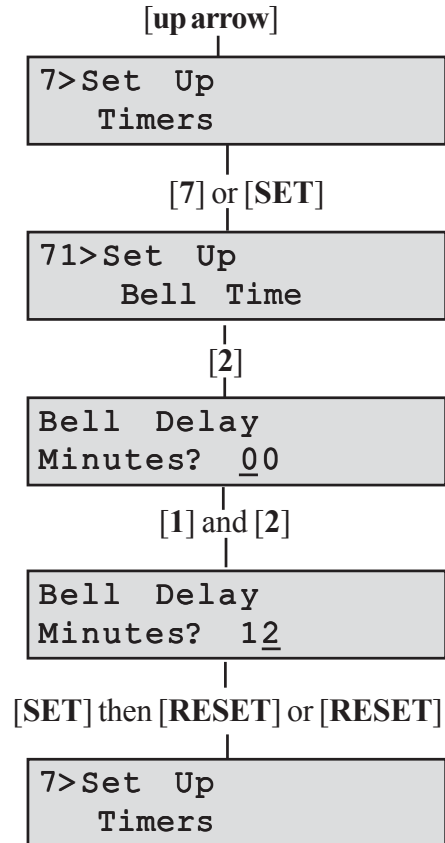 [up arrow]
7>Set Up
Timers
[7] or [SET]
71>Set Up
Bell Time
[2]
Bell Delay
Minutes? 00
[1] and [2]
Bell Delay
Minutes? 12
[SET] then [RESET] or [RESET]
7>Set Up
Timers